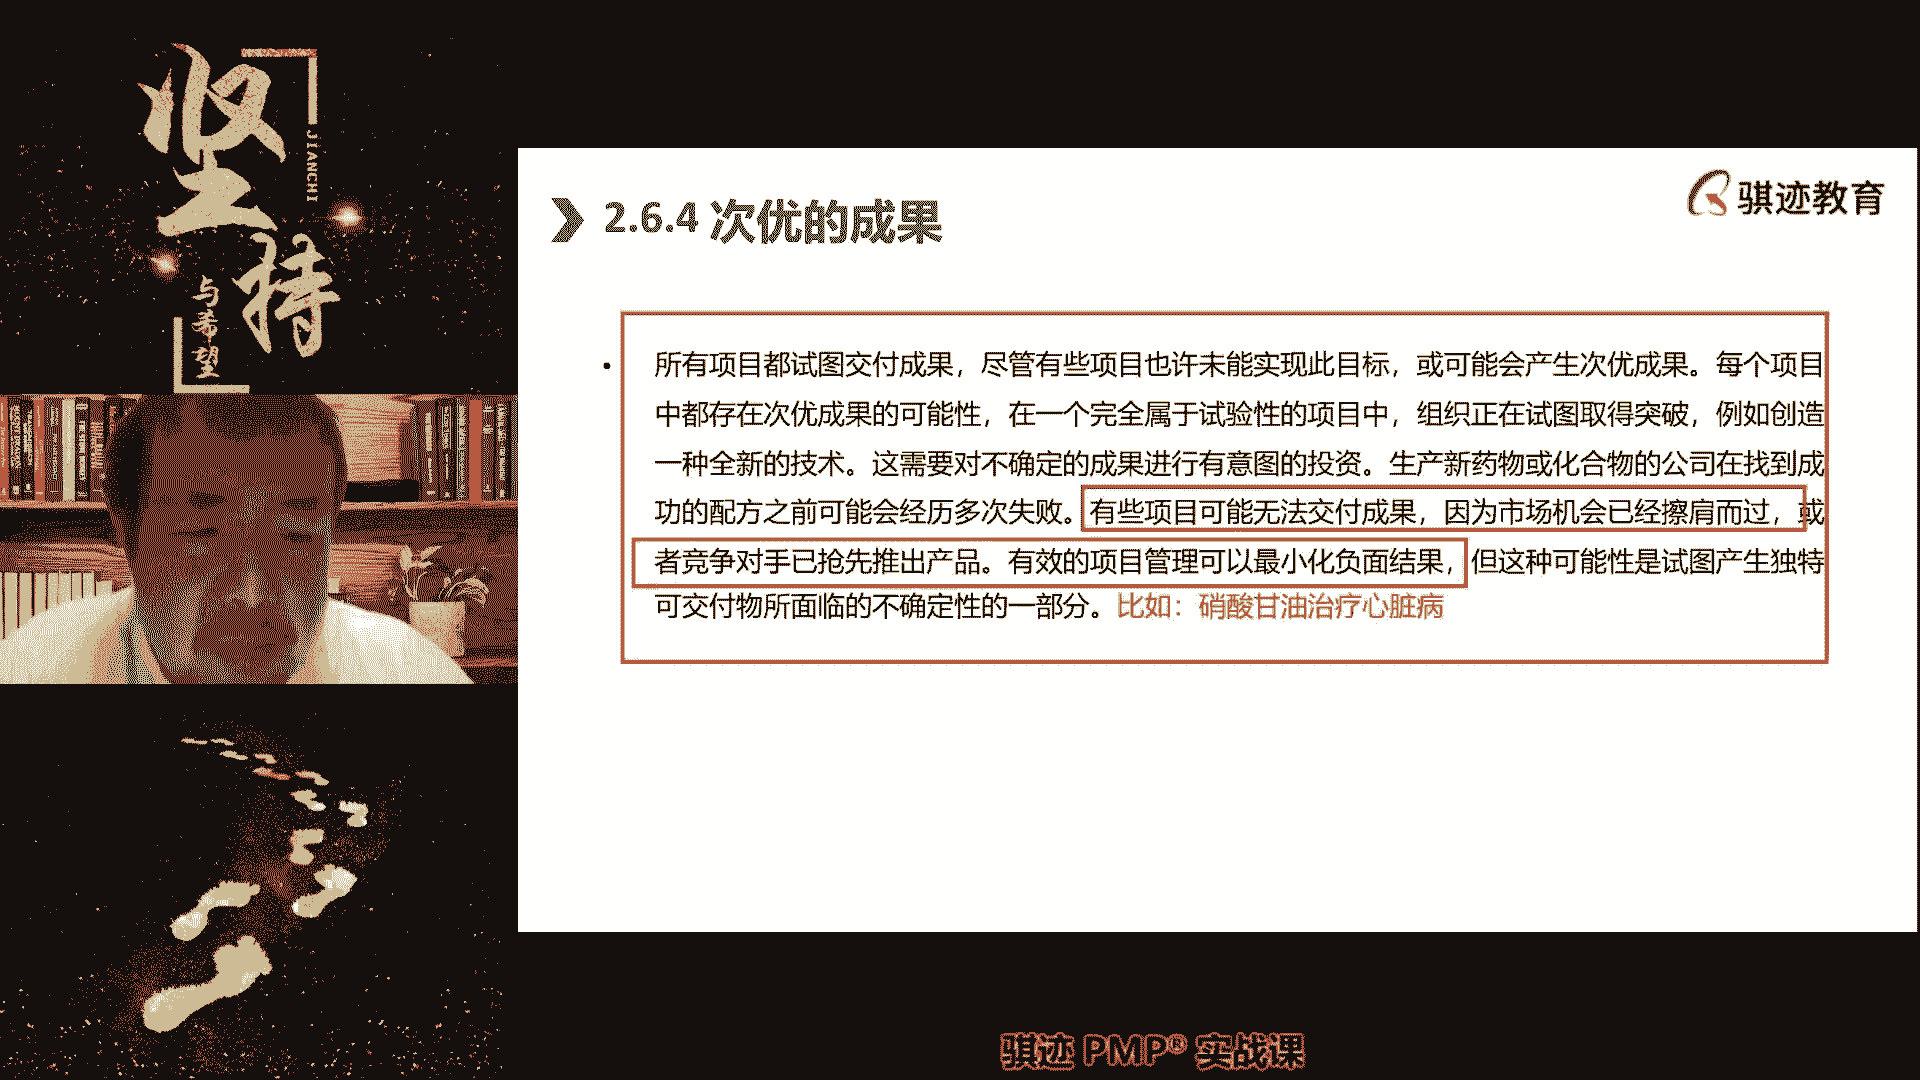 坚持
JIANCHI
与希望
骐迹教育
2.6.4 次优的成果
· 所有项目都试图交付成果，尽管有些项目也许未能实现此目标，或可能会产生次优成果。每个项目
中都存在次优成果的可能性，在一个完全属于试验性的项目中，组织正在试图取得突破，例如创造
一种全新的技术。这需要对不确定的成果进行有意图的投资。生产新药物或化合物的公司在找到成
功的配方之前可能会经历多次失败。有些项目可能无法交付成果，因为市场机会已经擦肩而过，或
者竞争对手已抢先推出产品。有效的项目管理可以最小化负面结果，但这种可能性是试图产生独特
可交付物所面临的不确定性的一部分。比如：硝酸甘油治疗心脏病
骐迹 PMP® 实战课